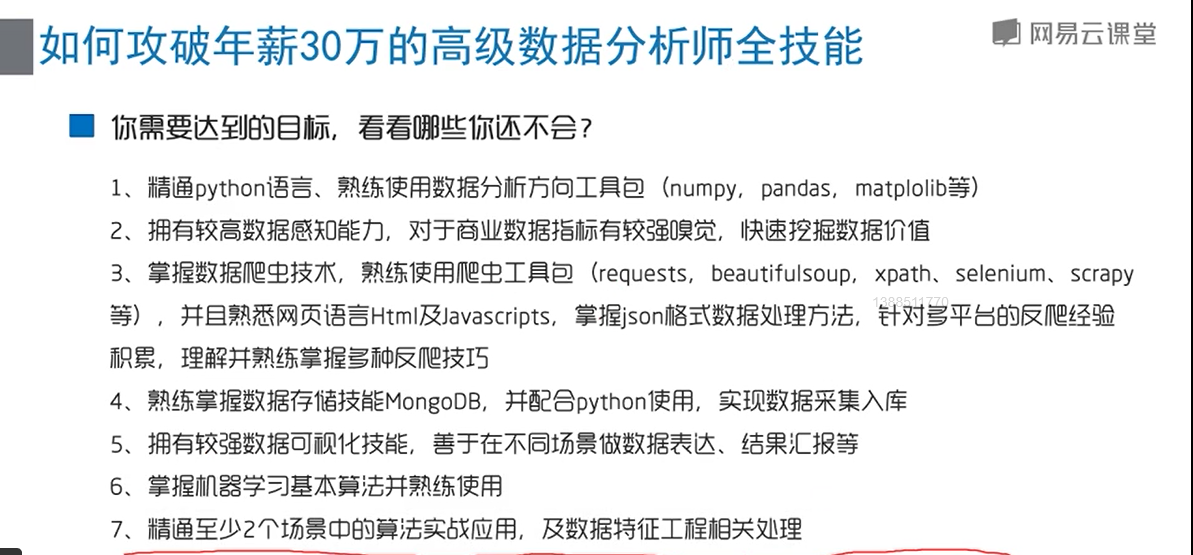 如何攻破年薪30万的高级数据分析师全技能
网易云课堂
你需要达到的目标，看看哪些你还不会？
1、精通python语言、熟练使用数据分析方向工具包（numpy，pandas，matplolib等）
2、拥有较高数据感知能力，对于商业数据指标有较强嗅觉，快速挖掘数据价值
3、掌握数据爬虫技术，熟练使用爬虫工具包（requests，beautifulsoup，xpath、selenium、scrapy
等），并且熟悉网页语言Html及Javascripts，掌握json格式数据处理方法，针对多平台的反爬经验
1388511770
积累，理解并熟练掌握多种反爬技巧
4、熟练掌握数据存储技能MongoDB，并配合python使用，实现数据采集入库
5、拥有较强数据可视化技能，善于在不同场景做数据表达、结果汇报等
6、掌握机器学习基本算法并熟练使用
7、精通至少2个场景中的算法实战应用，及数据特征工程相关处理